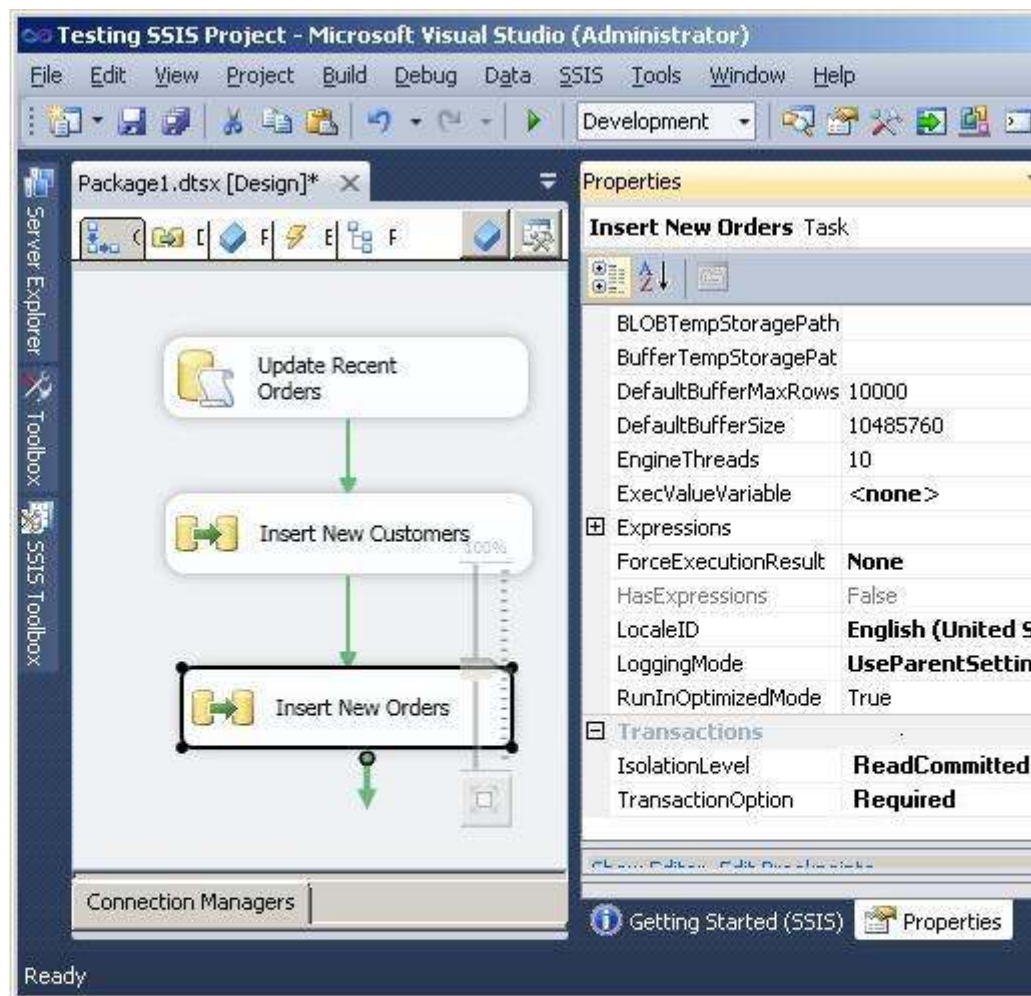 Testing SSIS Project - Microsoft Visual Studio (Administrator)
File Edit View Project Build Debug Data SSIS Tools Window Help
Development
Server Explorer
Toolbox
SSIS Toolbox
Package1.dtsx [Design]*
C D P E P
Update Recent
Orders
Insert New Customers
100%
Insert New Orders
Connection Managers
Properties
Insert New Orders Task
BLOBTempStoragePath
BufferTempStoragePat
DefaultBufferMaxRows 10000
DefaultBufferSize 10485760
EngineThreads 10
ExecValueVariable <none>
Expressions
ForceExecutionResult None
HasExpressions False
LocaleID English (United S
LoggingMode UseParentSettin
RunInOptimizedMode True
Transactions
IsolationLevel ReadCommitted
TransactionOption Required
Getting Started (SSIS) Properties
Ready